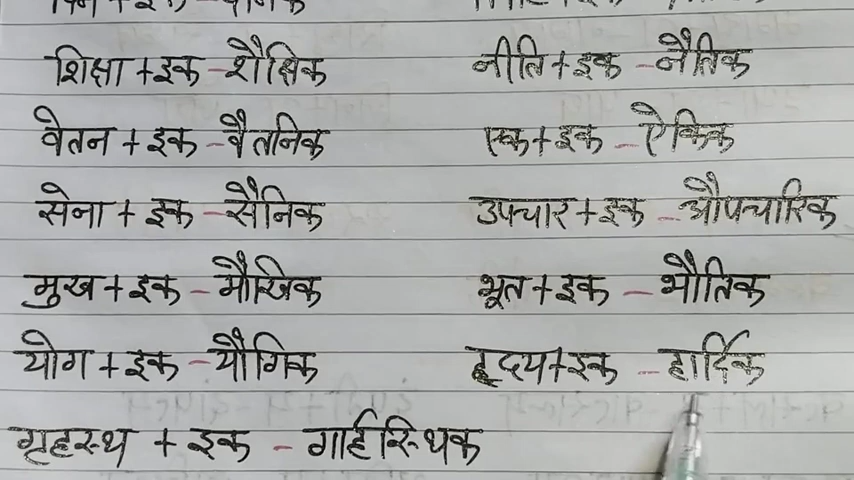 शिक्षा + इक - शैक्षिक नीति + इक - नैतिक
वेतन + इक - वैतनिक एक + इक - ऐकिक
सेना + इक - सैनिक उपचार + इक - औपचारिक
मुख + इक - मौखिक भूत + इक - भौतिक
योग + इक - यौगिक हृदय + इक - हार्दिक
गृहस्थ + इक - गार्हस्थिक